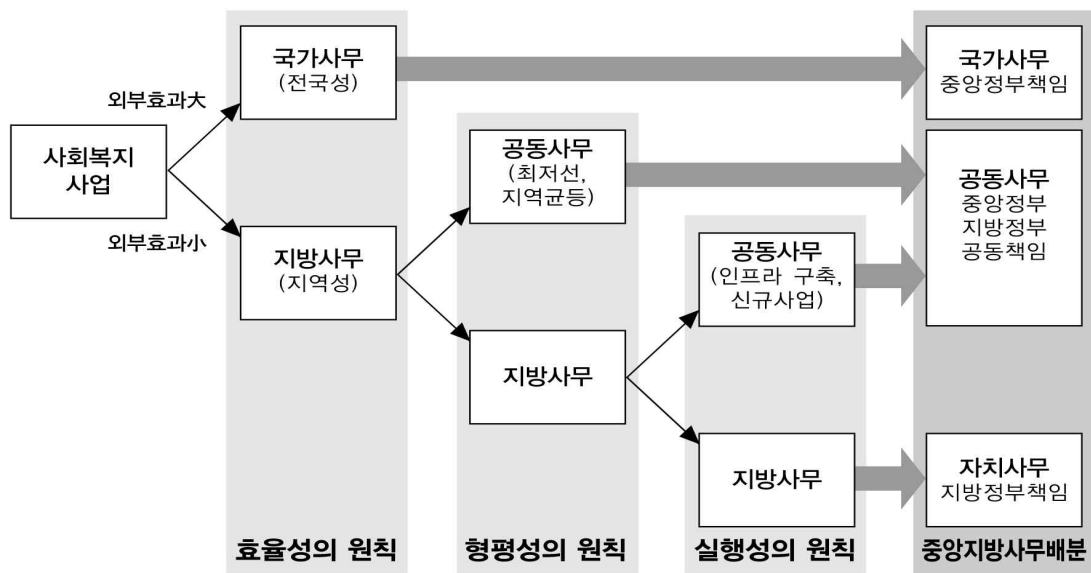 사회복지
사업
외부효과大
외부효과小
국가사무
(전국성)
지방사무
(지역성)
효율성의 원칙
공동사무
(최저선,
지역균등)
지방사무
형평성의 원칙
공동사무
(인프라 구축,
신규사업)
지방사무
실행성의 원칙
국가사무
중앙정부책임
공동사무
중앙정부
지방정부
공동책임
자치사무
지방정부책임
중앙지방사무배분